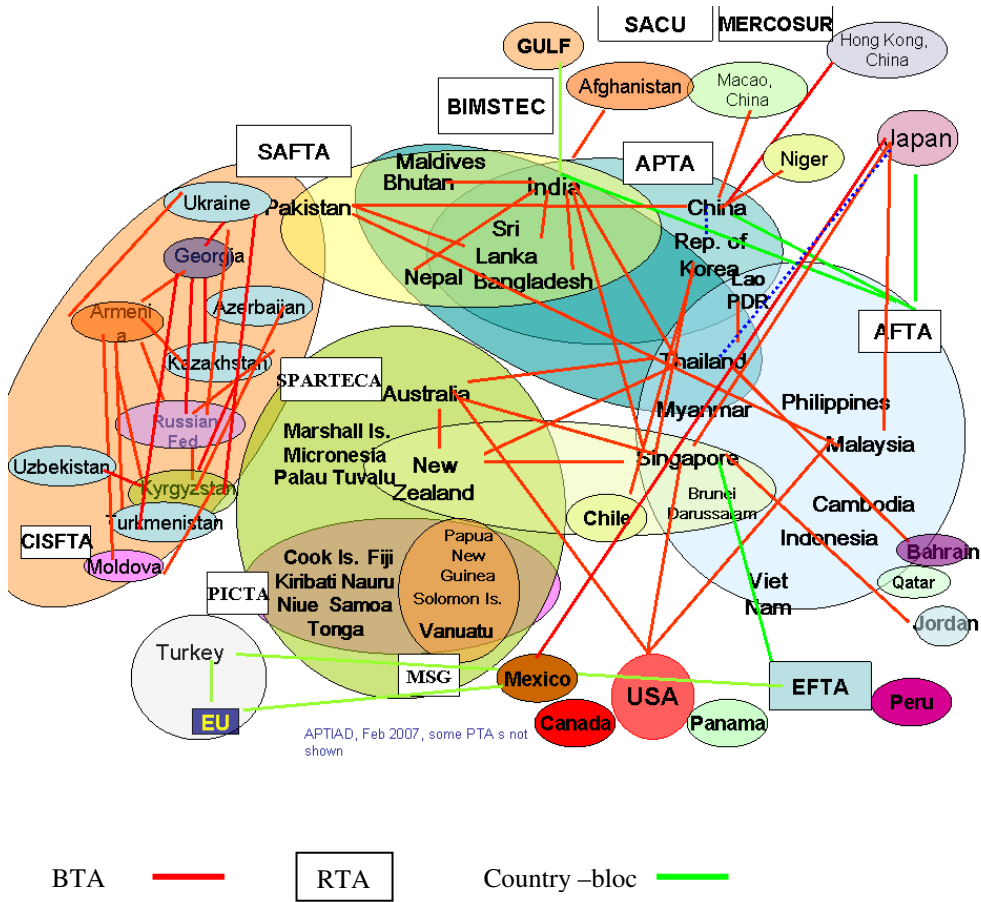 SACU
MERCOSUR
GULF
Hong Kong,
China
Afghanistan
Macao,
China
BIMSTEC
Japan
SAFTA
APTA
Niger
Maldives
Bhutan
India
Ukraine
Pakistan
China
Sri
Lanka
Rep. of
Korea
Georgia
Nepal
Bangladesh
Lao
PDR
Azerbaijan
Armeni
a
AFTA
Kazakhstan
Thailand
SPARTECA
Australia
Myanmar
Philippines
Russian
Fed.
Marshall Is.
Micronesia
Palau Tuvalu
Malaysia
Uzbekistan
New
Zealand
Singapore
Kyrgyzstan
Brunei
Darussalam
Cambodia
Turkmenistan
Chile
CISFTA
Indonesia
Papua
New
Guinea
Solomon Is.
Vanuatu
Bahrain
Moldova
Cook Is. Fiji
Kiribati Nauru
Niue Samoa
Tonga
Viet
Nam
Qatar
PICTA
Jordan
Turkey
MSG
Mexico
USA
EFTA
Peru
EU
Canada
Panama
APTIAD, Feb 2007, some PTA s not
shown
BTA
RTA
Country –bloc